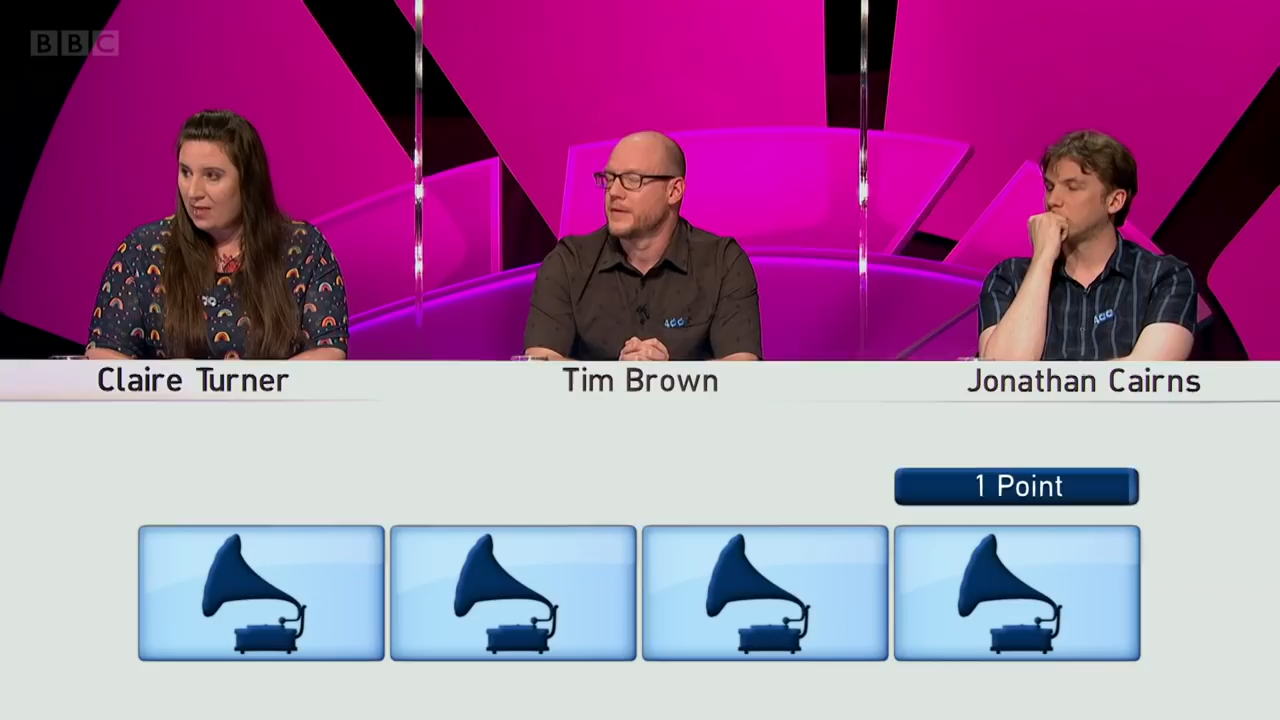 BBC
Claire Turner
Tim Brown
Jonathan Cairns
1 Point